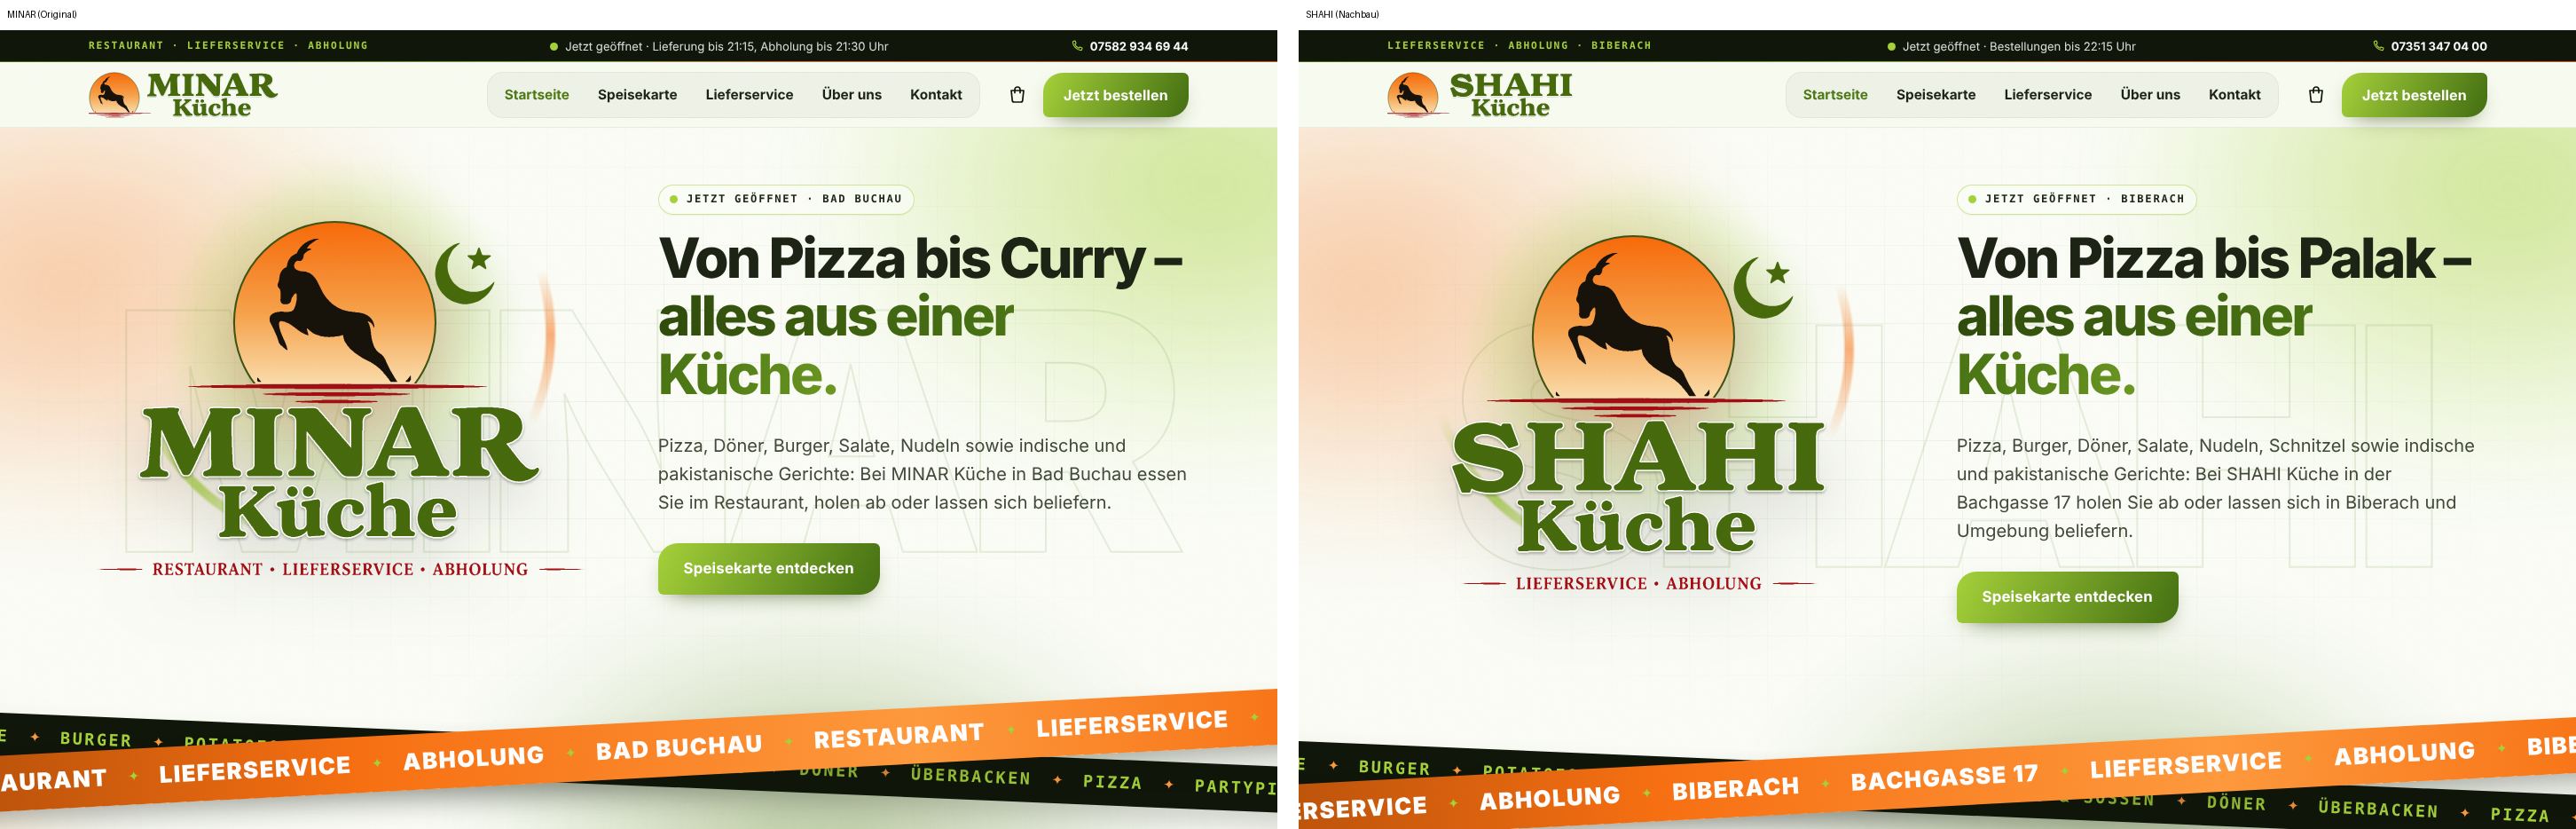 MINAR (Original)
RESTAURANT · LIEFERSERVICE · ABHOLUNG
Jetzt geöffnet · Lieferung bis 21:15, Abholung bis 21:30 Uhr
07582 934 69 44
MINAR
Küche
Startseite
Speisekarte
Lieferservice
Über uns
Kontakt
Jetzt bestellen
MINAR
MINAR
Küche
RESTAURANT • LIEFERSERVICE • ABHOLUNG
JETZT GEÖFFNET · BAD BUCHAU
Von Pizza bis Curry –
alles aus einer
Küche.
Pizza, Döner, Burger, Salate, Nudeln sowie indische und
pakistanische Gerichte: Bei MINAR Küche in Bad Buchau essen
Sie im Restaurant, holen ab oder lassen sich beliefern.
Speisekarte entdecken
E ✦ BURGER ✦
DÖNER ✦ ÜBERBACKEN ✦ PIZZA ✦ PARTYPI
AURANT ✦ LIEFERSERVICE ✦ ABHOLUNG ✦ BAD BUCHAU ✦ RESTAURANT ✦ LIEFERSERVICE ✦
SHAHI (Nachbau)
LIEFERSERVICE · ABHOLUNG · BIBERACH
Jetzt geöffnet · Bestellungen bis 22:15 Uhr
07351 347 04 00
SHAHI
Küche
Startseite
Speisekarte
Lieferservice
Über uns
Kontakt
Jetzt bestellen
SHAHI
SHAHI
Küche
LIEFERSERVICE • ABHOLUNG
JETZT GEÖFFNET · BIBERACH
Von Pizza bis Palak –
alles aus einer
Küche.
Pizza, Burger, Döner, Salate, Nudeln, Schnitzel sowie indische
und pakistanische Gerichte: Bei SHAHI Küche in der
Bachgasse 17 holen Sie ab oder lassen sich in Biberach und
Umgebung beliefern.
Speisekarte entdecken
E ✦ BURGER ✦
✦ DÖNER ✦ ÜBERBACKEN ✦ PIZZA
ERSERVICE ✦ ABHOLUNG ✦ BIBERACH ✦ BACHGASSE 17 ✦ LIEFERSERVICE ✦ ABHOLUNG ✦ BIBE